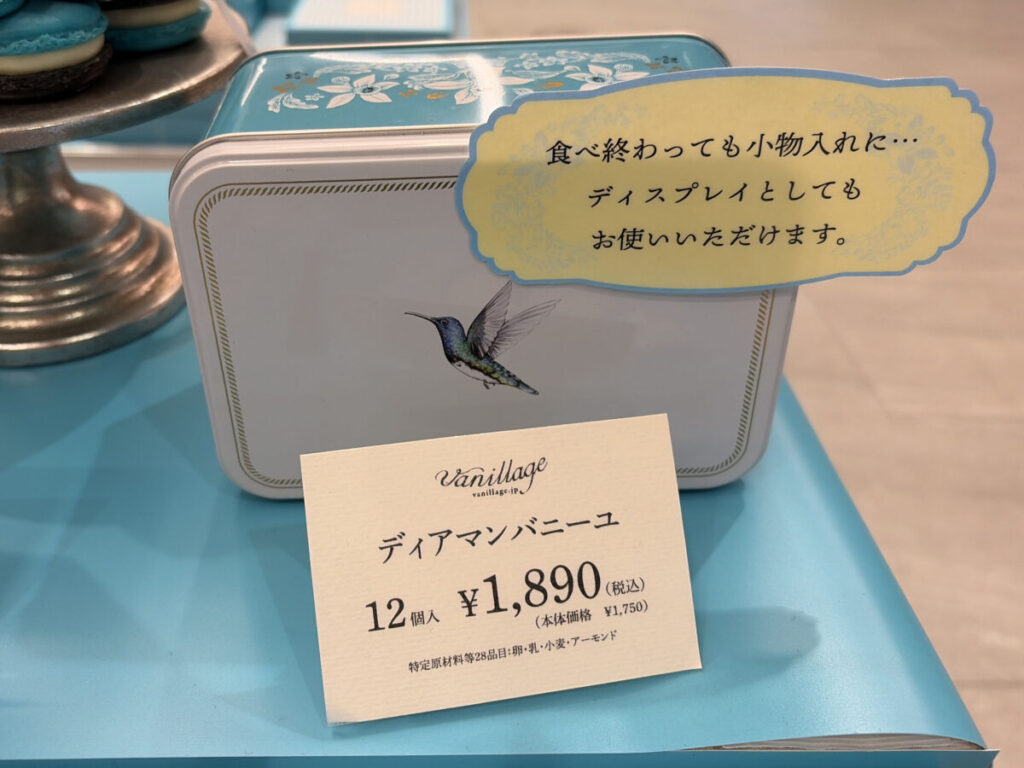 食べ終わっても小物入れに…
ディスプレイとしても
お使いいただけます。
vanillage
vanillage.jp
ディアマンバニーユ
12個入 ¥1,890(税込)
(本体価格 ¥1,750)
特定原材料等28品目:卵・乳・小麦・アーモンド